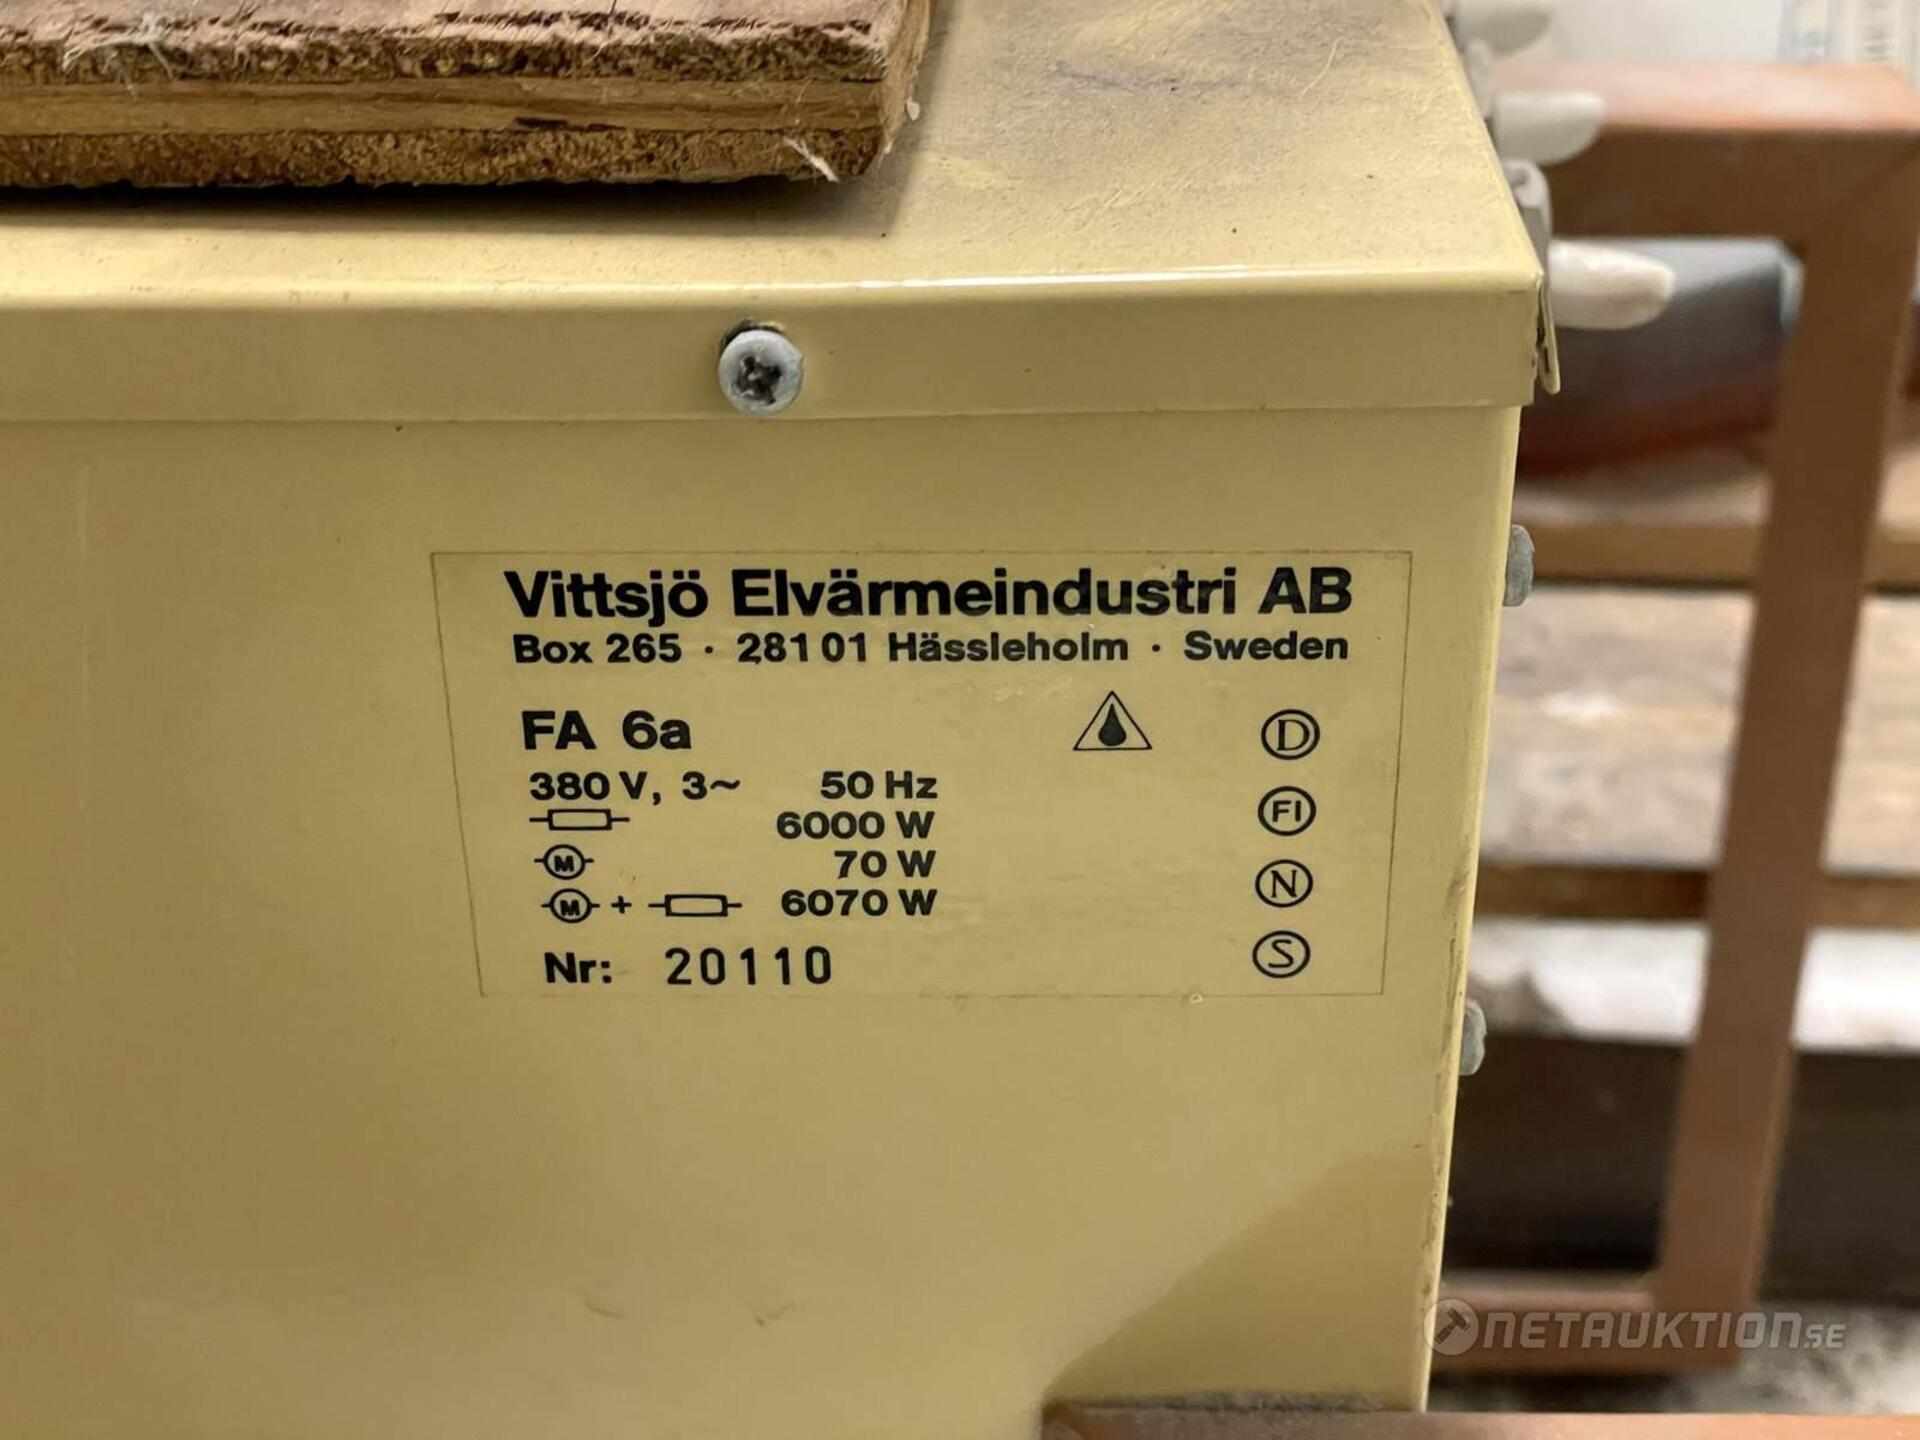 Vittsjö Elvärmeindustri AB
Box 265 · 281 01 Hässleholm · Sweden
FA 6a
380 V, 3~ 50 Hz
6000 W
M 70 W
M + 6070 W
Nr: 20110
D
FI
N
S
NETAUKTION.SE